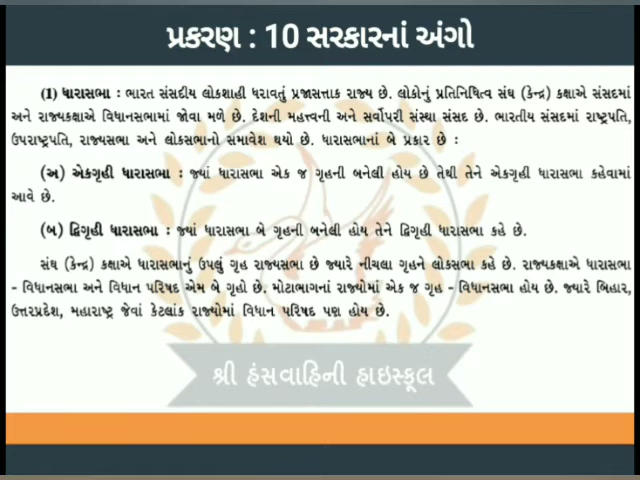 પ્રકરણ : 10 સરકારનાં અંગો
(1) ધારાસભા : ભારત સંસદીય લોકશાહી ધરાવતું પ્રજાસત્તાક રાજ્ય છે. લોકોનું પ્રતિનિધિત્વ સંઘ (કેન્દ્ર) કક્ષાએ સંસદમાં
અને રાજ્યકક્ષાએ વિધાનસભામાં જોવા મળે છે. દેશની મહત્ત્વની અને સર્વોપરી સંસ્થા સંસદ છે. ભારતીય સંસદમાં રાષ્ટ્રપતિ,
ઉપરાષ્ટ્રપતિ, રાજ્યસભા અને લોકસભાનો સમાવેશ થયો છે. ધારાસભાનાં બે પ્રકાર છે :
(અ) એકગૃહી ધારાસભા : જ્યાં ધારાસભા એક જ ગૃહની બનેલી હોય છે તેથી તેને એકગૃહી ધારાસભા કહેવામાં
આવે છે.
(બ) દ્વિગૃહી ધારાસભા : જ્યાં ધારાસભા બે ગૃહની બનેલી હોય તેને દ્વિગૃહી ધારાસભા કહે છે.
સંઘ (કેન્દ્ર) કક્ષાએ ધારાસભાનું ઉપલું ગૃહ રાજ્યસભા છે જ્યારે નીચલા ગૃહને લોકસભા કહે છે. રાજ્યકક્ષાએ ધારાસભા
- વિધાનસભા અને વિધાન પરિષદ એમ બે ગૃહો છે. મોટાભાગનાં રાજ્યોમાં એક જ ગૃહ - વિધાનસભા હોય છે. જ્યારે બિહાર,
ઉત્તરપ્રદેશ, મહારાષ્ટ્ર જેવાં કેટલાંક રાજ્યોમાં વિધાન પરિષદ પણ હોય છે.
શ્રી હંસવાહિની હાઇસ્કૂલ